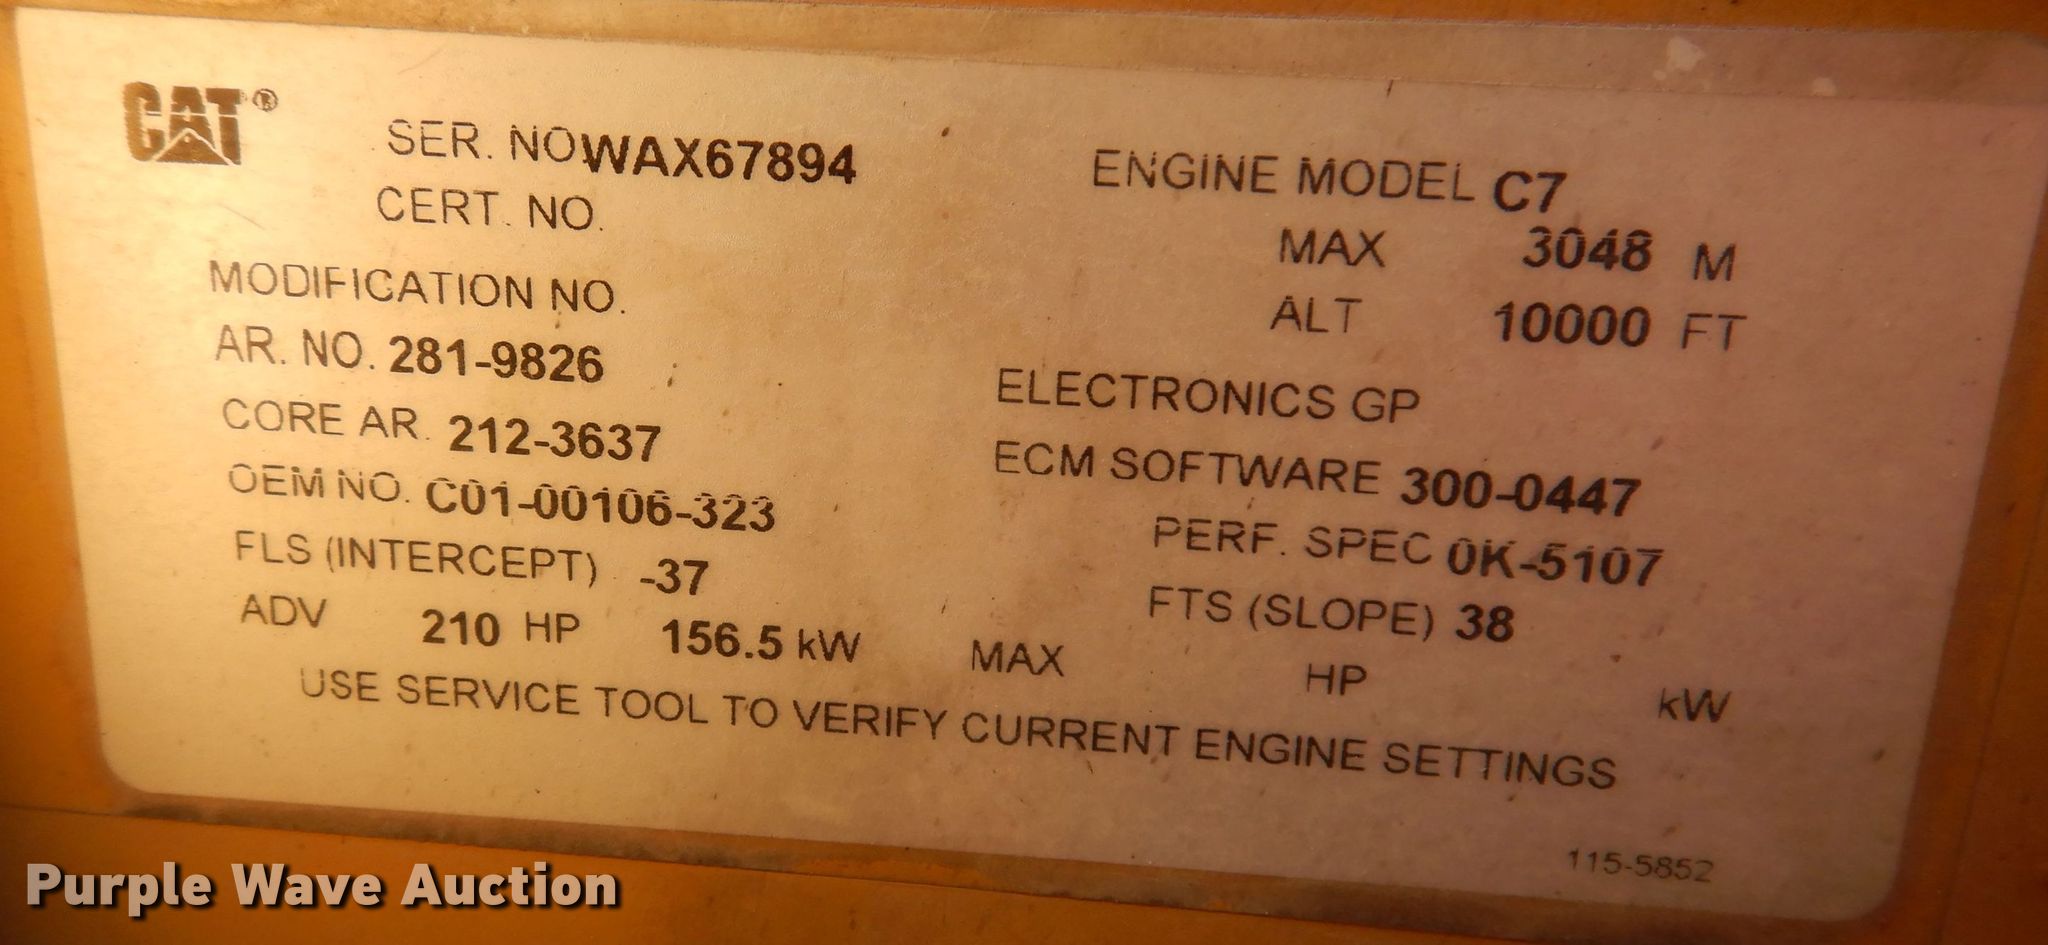 CAT®
SER. NO WAX67894
CERT. NO.
MODIFICATION NO.
AR. NO. 281-9826
CORE AR. 212-3637
OEM NO. C01-00106-323
FLS (INTERCEPT) -37
ADV 210 HP 156.5 kW MAX HP kW
ENGINE MODEL C7
MAX 3048 M
ALT 10000 FT
ELECTRONICS GP
ECM SOFTWARE 300-0447
PERF. SPEC 0K-5107
FTS (SLOPE) 38
USE SERVICE TOOL TO VERIFY CURRENT ENGINE SETTINGS
115-5852
Purple Wave Auction